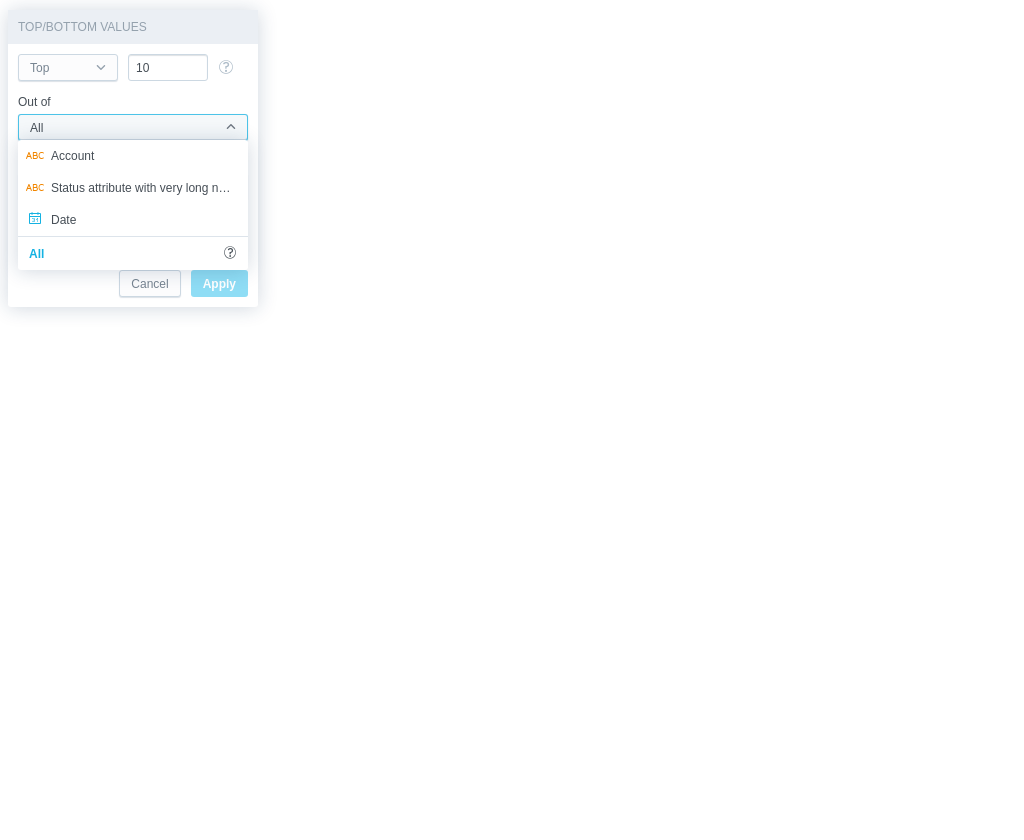 TOP/BOTTOM VALUES
Top 10
Out of
All
ABC Account
ABC Status attribute with very long n…
31 Date
All
Cancel Apply